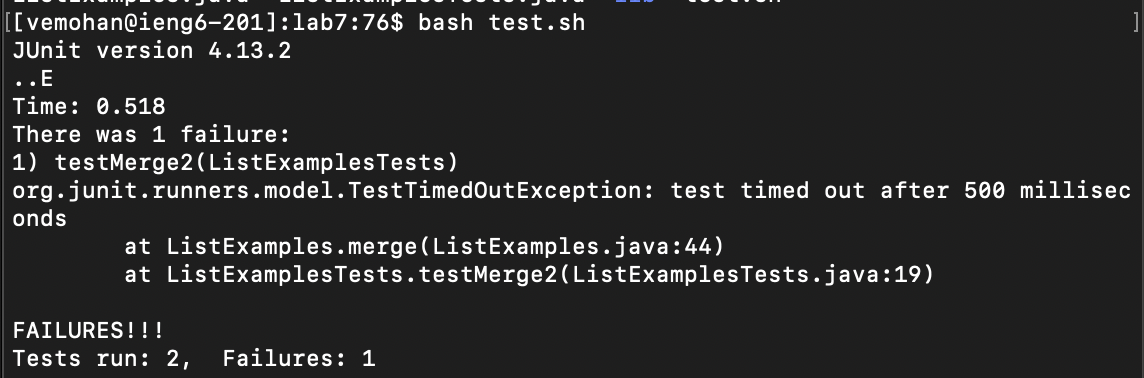 [[vemohan@ieng6-201]:lab7:76$ bash test.sh ]
JUnit version 4.13.2
..E
Time: 0.518
There was 1 failure:
1) testMerge2(ListExamplesTests)
org.junit.runners.model.TestTimedOutException: test timed out after 500 millisec
onds
        at ListExamples.merge(ListExamples.java:44)
        at ListExamplesTests.testMerge2(ListExamplesTests.java:19)

FAILURES!!!
Tests run: 2,  Failures: 1